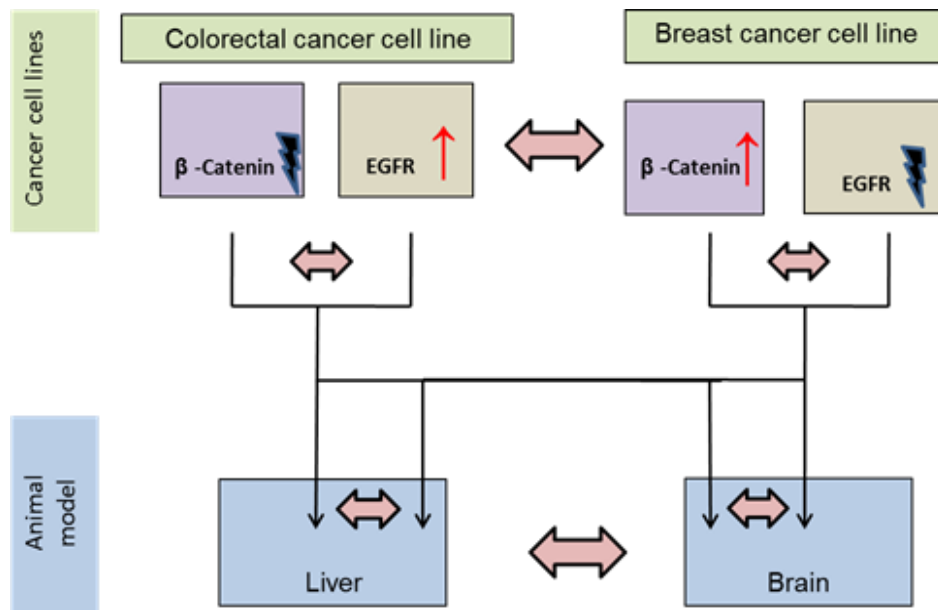 Cancer cell lines
Colorectal cancer cell line
Breast cancer cell line
β -Catenin
EGFR
β -Catenin
EGFR
Animal
model
Liver
Brain